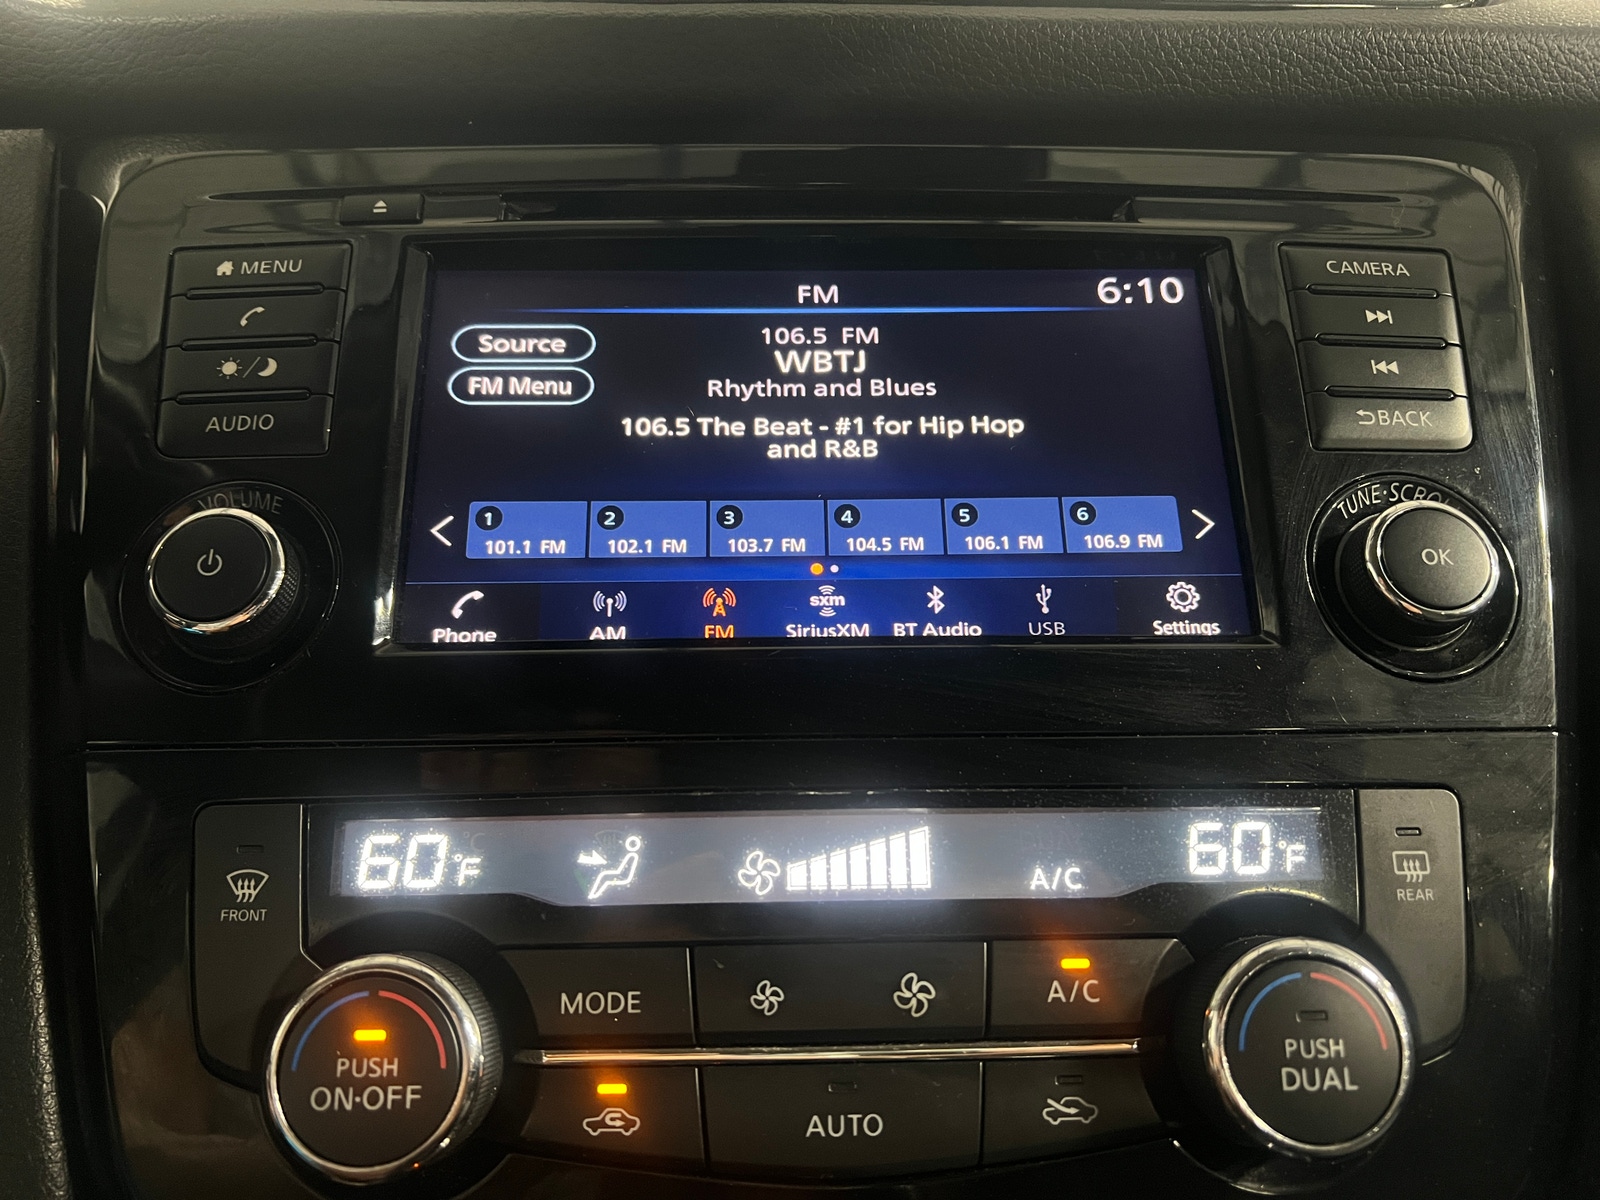 MENU
AUDIO
VOLUME
FM
6:10
Source
FM Menu
106.5 FM
WBTJ
Rhythm and Blues
106.5 The Beat - #1 for Hip Hop
and R&B
1 101.1 FM
2 102.1 FM
3 103.7 FM
4 104.5 FM
5 106.1 FM
6 106.9 FM
Phone
AM
FM
sxm
SiriusXM
BT Audio
USB
Settings
CAMERA
BACK
TUNE·SCROLL
OK
FRONT
60°F
A/C
60°F
REAR
PUSH
ON·OFF
MODE
A/C
AUTO
PUSH
DUAL